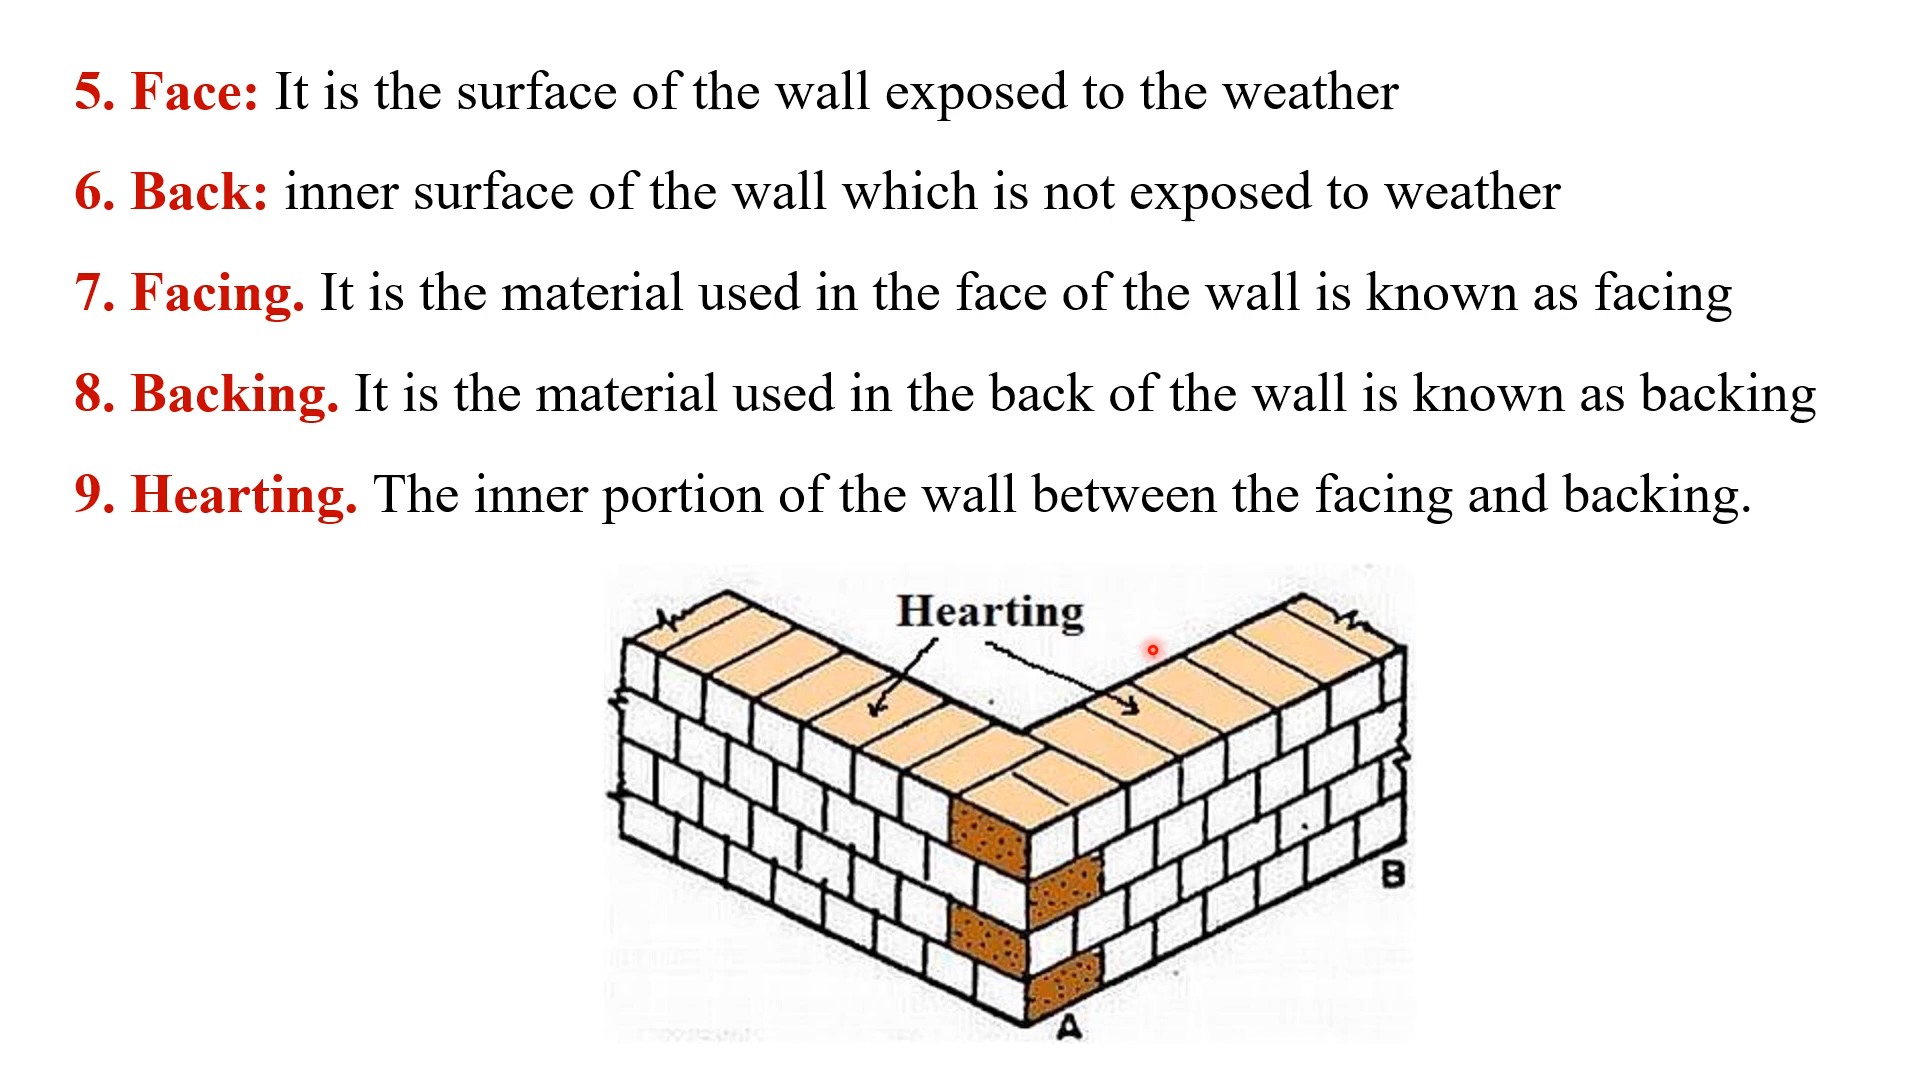 5. Face: It is the surface of the wall exposed to the weather
6. Back: inner surface of the wall which is not exposed to weather
7. Facing. It is the material used in the face of the wall is known as facing
8. Backing. It is the material used in the back of the wall is known as backing
9. Hearting. The inner portion of the wall between the facing and backing.
Hearting
B
A